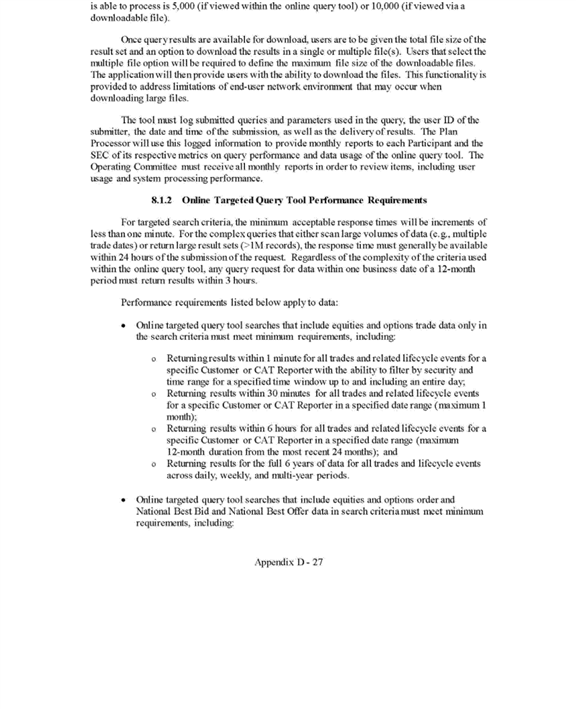 is able to process is 5,000 (if viewed within the online query tool) or 10,000 (if viewed via a
downloadable file).
Once query results are available for download, users are to be given the total file size of the
result set and an option to download the results in a single or multiple file(s). Users that select the
multiple file option will be required to define the maximum file size of the downloadable files.
The application will then provide users with the ability to download the files. This functionality is
provided to address limitations of end-user network environment that may occur when
downloading large files.
The tool must log submitted queries and parameters used in the query, the user ID of the
submitter, the date and time of the submission, as well as the delivery of results. The Plan
Processor will use this logged information to provide monthly reports to each Participant and the
SEC of its respective metrics on query performance and data usage of the online query tool. The
Operating Committee must receive all monthly reports in order to review items, including user
usage and system processing performance.
8.1.2 Online Targeted Query Tool Performance Requirements
For targeted search criteria, the minimum acceptable response times will be increments of
less than one minute. For the complex queries that either scan large volumes of data (e.g., multiple
trade dates) or return large result sets (>1M records), the response time must generally be available
within 24 hours of the submission of the request. Regardless of the complexity of the criteria used
within the online query tool, any query request for data within one business date of a 12-month
period must return results within 3 hours.
Performance requirements listed below apply to data:
• Online targeted query tool searches that include equities and options trade data only in
the search criteria must meet minimum requirements, including:
o Returning results within 1 minute for all trades and related lifecycle events for a
specific Customer or CAT Reporter with the ability to filter by security and
time range for a specified time window up to and including an entire day;
o Returning results within 30 minutes for all trades and related lifecycle events
for a specific Customer or CAT Reporter in a specified date range (maximum 1
month);
o Returning results within 6 hours for all trades and related lifecycle events for a
specific Customer or CAT Reporter in a specified date range (maximum
12-month duration from the most recent 24 months); and
o Returning results for the full 6 years of data for all trades and lifecycle events
across daily, weekly, and multi-year periods.
• Online targeted query tool searches that include equities and options order and
National Best Bid and National Best Offer data in search criteria must meet minimum
requirements, including:
Appendix D - 27